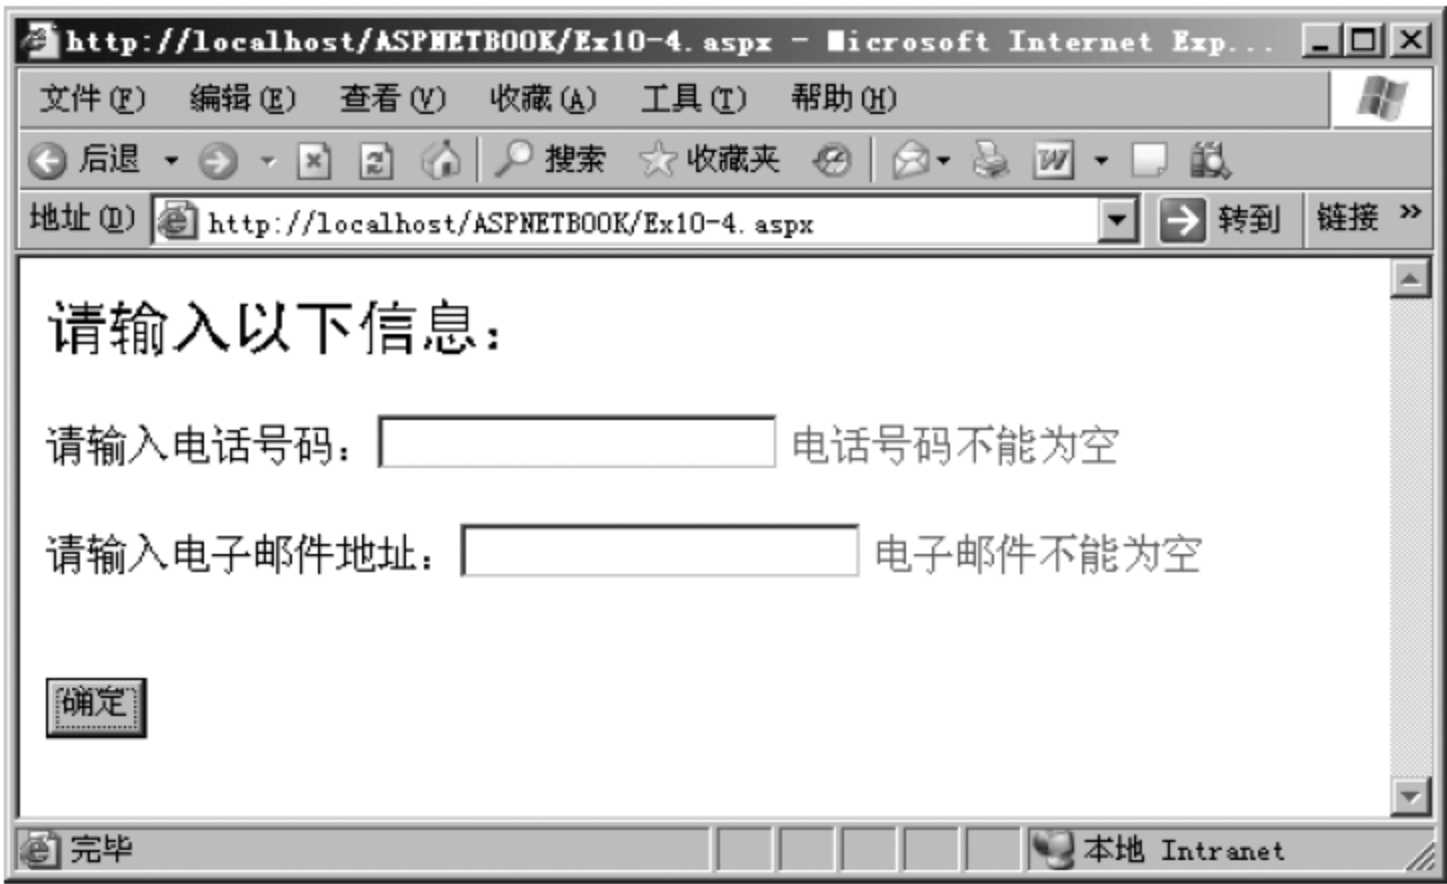 http://localhost/ASPNETBOOK/Ex10-4.aspx - Microsoft Internet Exp...
文件(F) 编辑(E) 查看(V) 收藏(A) 工具(T) 帮助(H)
后退 搜索 收藏夹 W
地址(D) http://localhost/ASPNETBOOK/Ex10-4.aspx 转到 链接 »
请输入以下信息：
请输入电话号码： 电话号码不能为空
请输入电子邮件地址： 电子邮件不能为空
确定
完毕 本地 Intranet